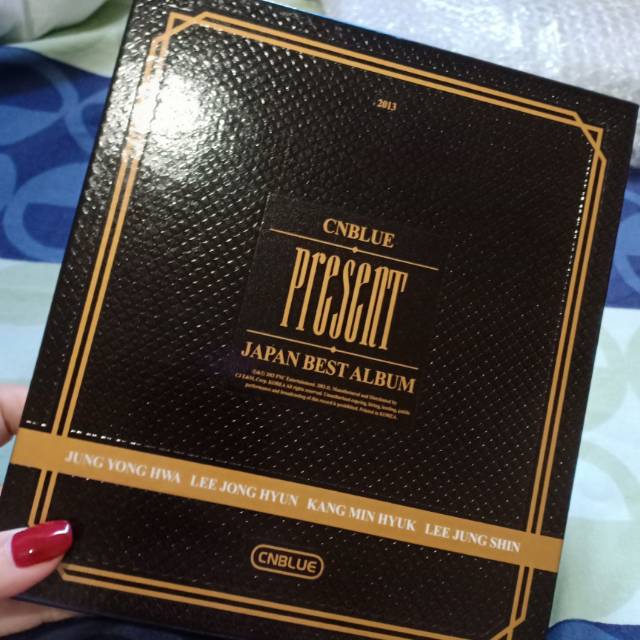 2013
CNBLUE
Present
JAPAN BEST ALBUM
JUNG YONG HWA LEE JONG HYUN KANG MIN HYUK LEE JUNG SHIN
CNBLUE